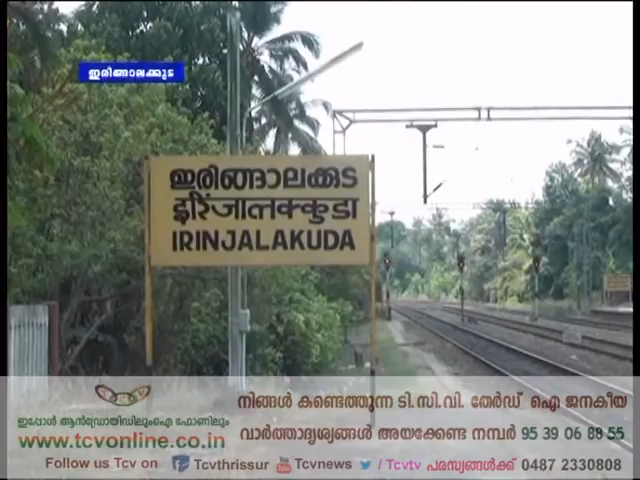 ഇരിങ്ങാലക്കുട
ഇരിങ്ങാലക്കുട
इरिंजालक्कुडा
IRINJALAKUDA
നിങ്ങൾ കണ്ടെത്തുന്ന ടി.സി.വി. തേർഡ് ഐ ജനകീയ
വാർത്താദൃശ്യങ്ങൾ അയക്കേണ്ട നമ്പർ 95 39 06 88 55
ഇപ്പോൾ ആൻഡ്രോയിഡിലുംഐ ഫോണിലും
www.tcvonline.co.in
Follow us Tcv on f Tcvthrissur You Tube Tcvnews / Tcvtv പരസ്യങ്ങൾക്ക് 0487 2330808